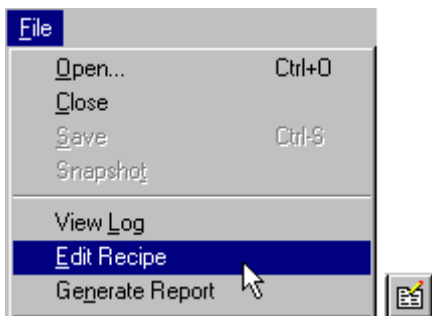 File
Open... Ctrl+O
Close
Save Ctrl-S
Snapshot
View Log
Edit Recipe
Generate Report